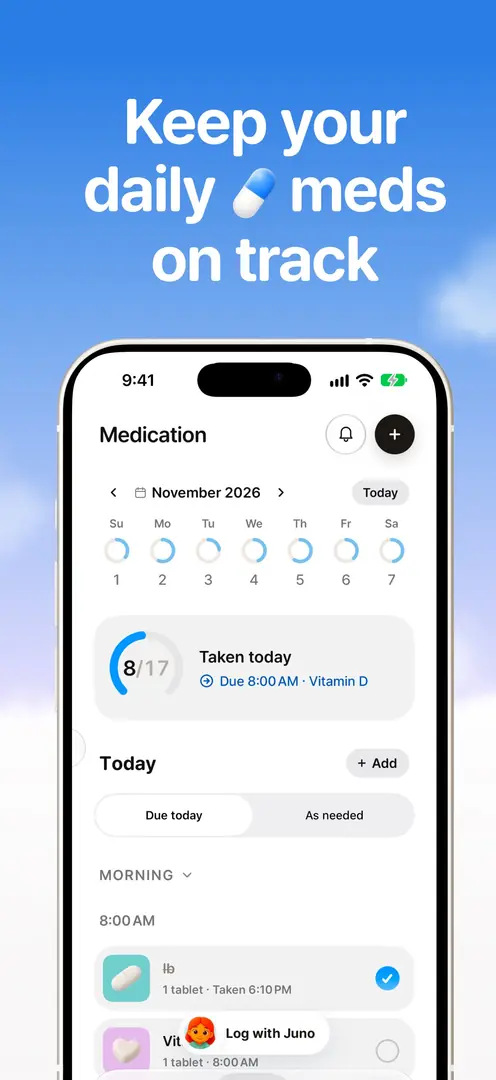 Keep your
daily meds
on track
9:41
Medication
November 2026
Today
Su Mo Tu We Th Fr Sa
1 2 3 4 5 6 7
8/17
Taken today
Due 8:00 AM · Vitamin D
Today
+ Add
Due today
As needed
MORNING
8:00 AM
Ib
1 tablet · Taken 6:10 PM
Vit
Log with Juno
1 tablet · 8:00 AM